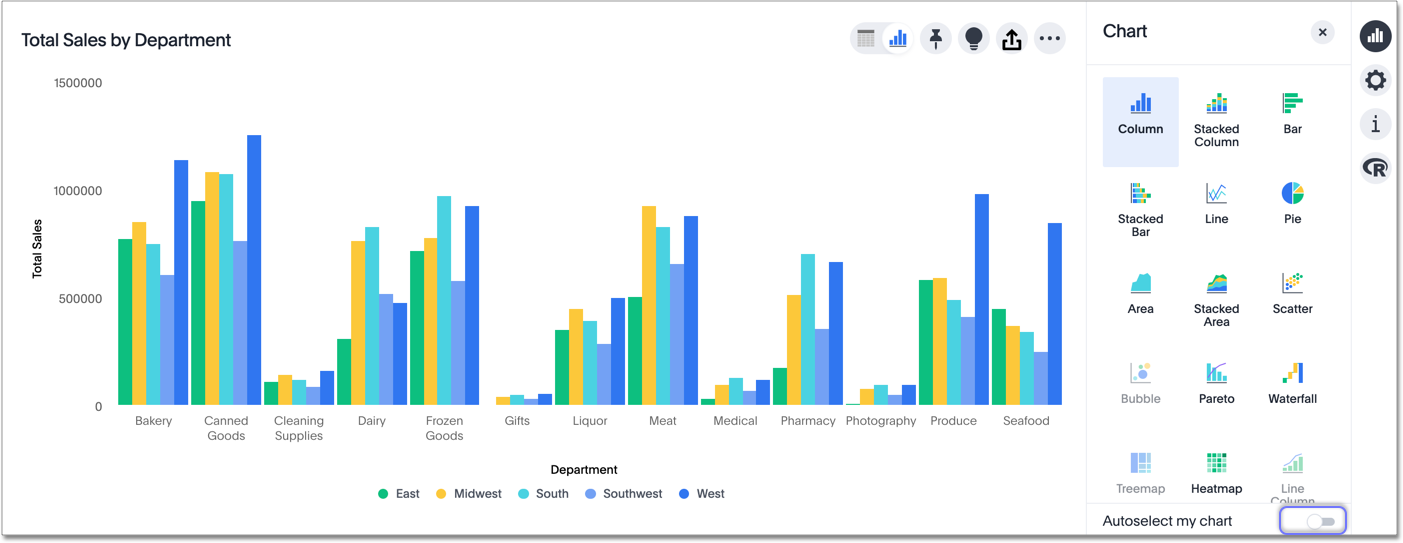 Total Sales by Department
1500000
1000000
500000
0
Total Sales
Bakery
Canned
Goods
Cleaning
Supplies
Dairy
Frozen
Goods
Gifts
Liquor
Meat
Medical
Pharmacy
Photography
Produce
Seafood
Department
East
Midwest
South
Southwest
West
Chart
Column
Stacked
Column
Bar
Stacked
Bar
Line
Pie
Area
Stacked
Area
Scatter
Bubble
Pareto
Waterfall
Treemap
Heatmap
Line
Column
Autoselect my chart
i
R